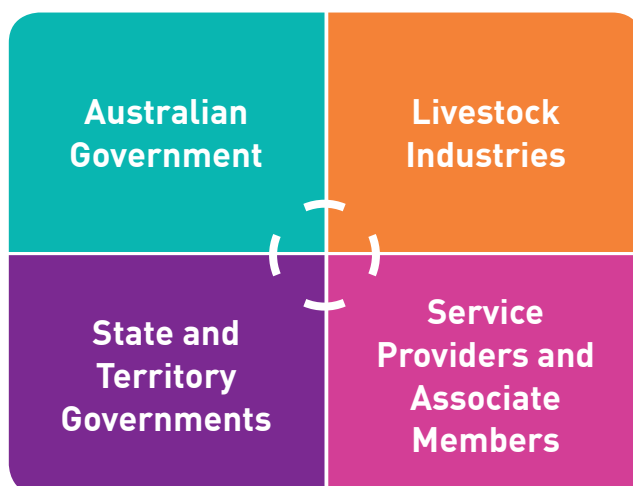 Australian
Government
Livestock
Industries
State and
Territory
Governments
Service
Providers and
Associate
Members